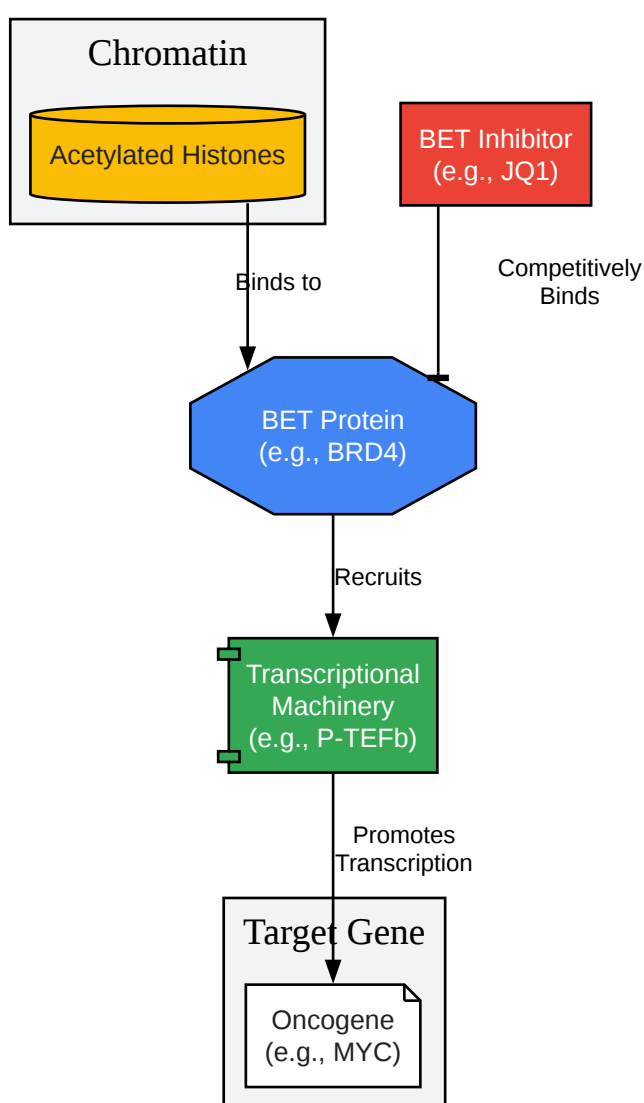 Chromatin
Acetylated Histones
BET Inhibitor
(e.g., JQ1)
Binds to
Competitively
Binds
BET Protein
(e.g., BRD4)
Recruits
Transcriptional
Machinery
(e.g., P-TEFb)
Promotes
Transcription
Target Gene
Oncogene
(e.g., MYC)